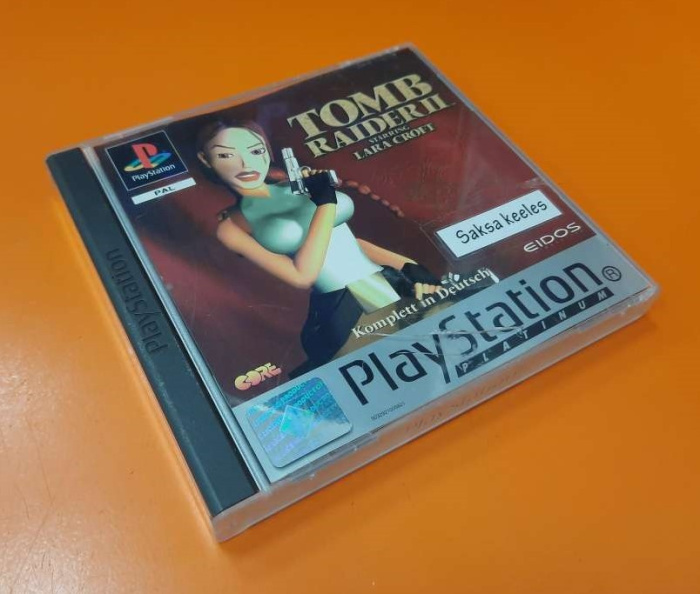 TOMB
RAIDER II
STARRING
LARA CROFT
PlayStation
PAL
Saksa keeles
EIDOS
Komplett in Deutsch
CORE
PlayStation®
PLATINUM
PlayStation